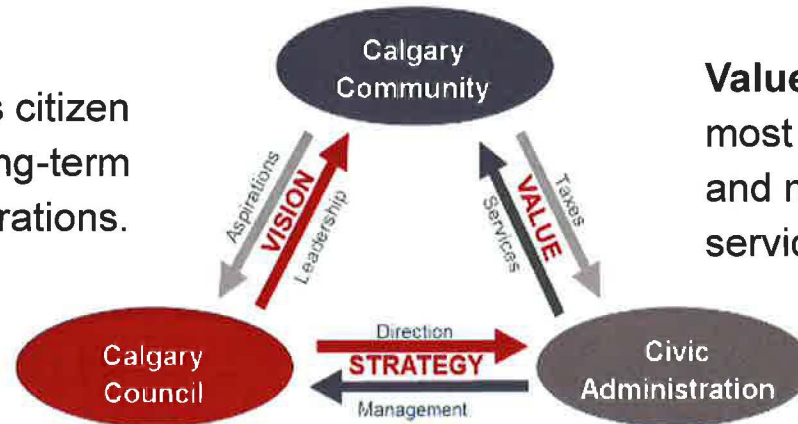 Calgary
Community
s citizen
ng-term
rations.
Value
most
and
servic
Aspirations
VISION
Leadership
Services
VALUE
Taxes
Calgary
Council
Direction
STRATEGY
Management
Civic
Administration